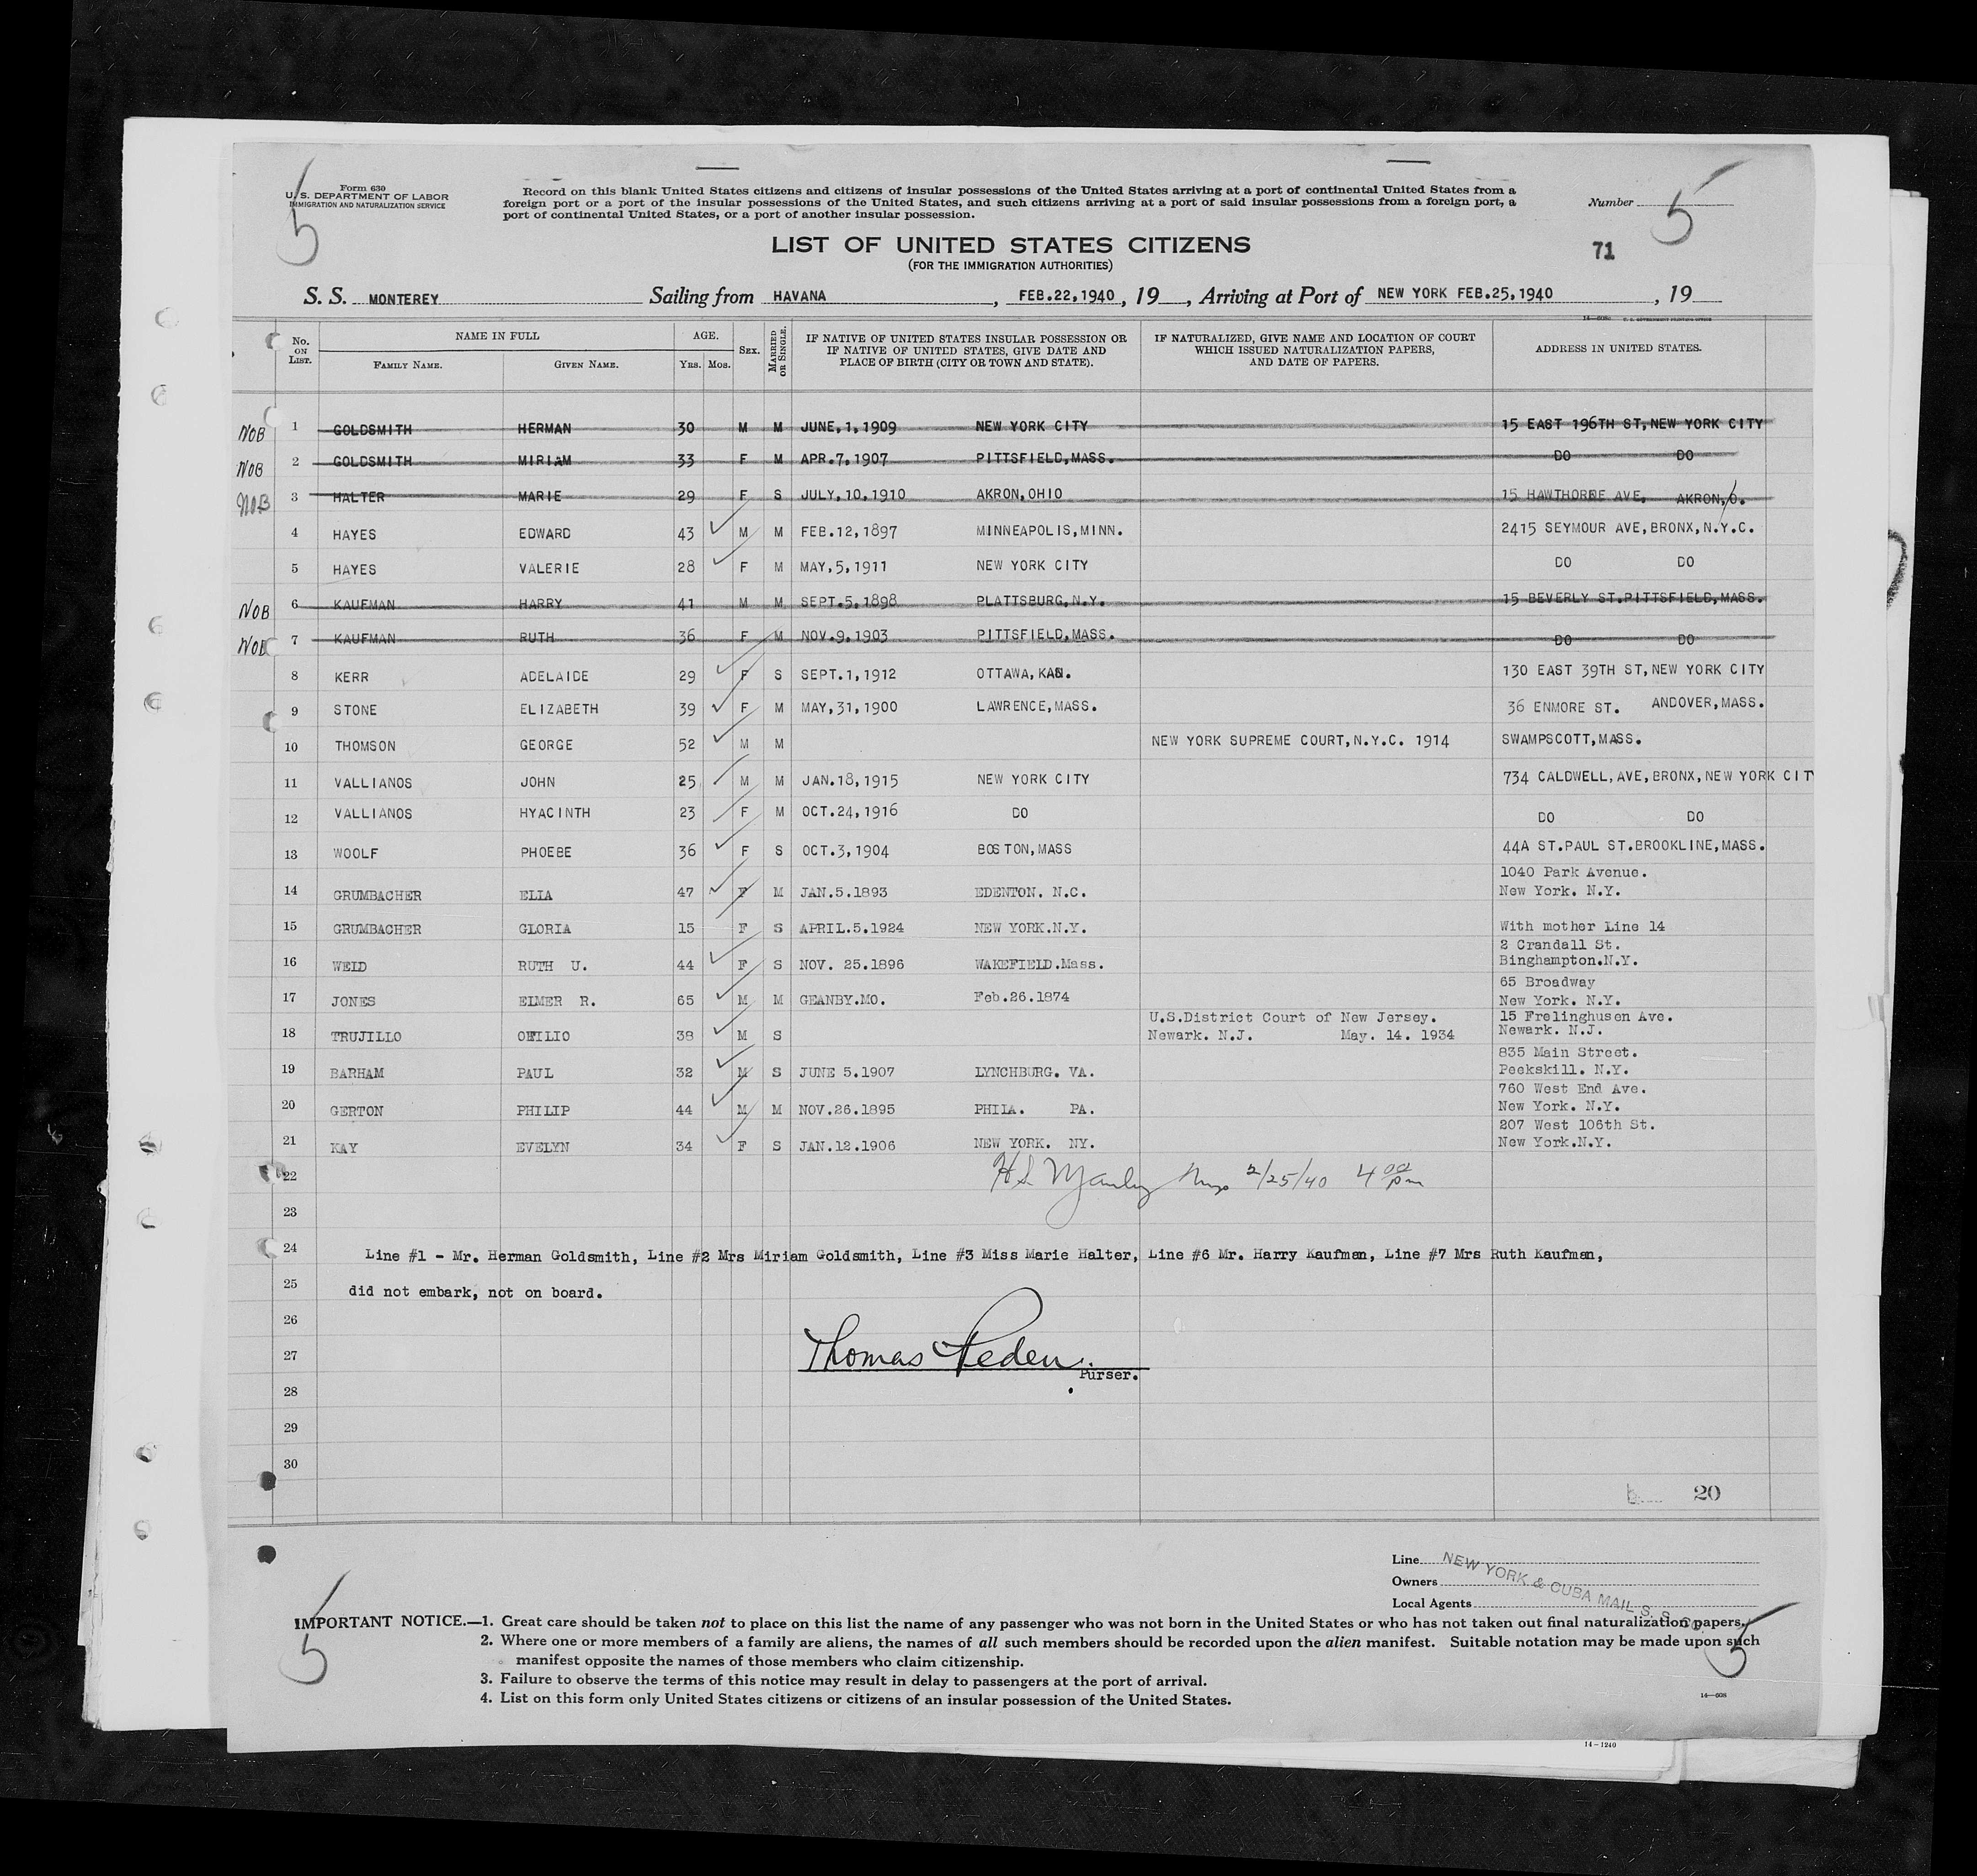 Form 630
U. S. DEPARTMENT OF LABOR
IMMIGRATION AND NATURALIZATION SERVICE
5
Record on this blank United States citizens and citizens of insular possessions of the United States arriving at a port of continental United States from a
foreign port or a port of the insular possessions of the United States, and such citizens arriving at a port of said insular possessions from a foreign port, a
port of continental United States, or a port of another insular possession.
Number 5
LIST OF UNITED STATES CITIZENS
(FOR THE IMMIGRATION AUTHORITIES)
71
S. S. MONTEREY Sailing from HAVANA, FEB.22,1940, 19__, Arriving at Port of NEW YORK FEB.25,1940, 19__
No. ON LIST. NAME IN FULL AGE. SEX. MARRIED OR SINGLE. IF NATIVE OF UNITED STATES INSULAR POSSESSION OR IF NATIVE OF UNITED STATES, GIVE DATE AND PLACE OF BIRTH (CITY OR TOWN AND STATE). IF NATURALIZED, GIVE NAME AND LOCATION OF COURT WHICH ISSUED NATURALIZATION PAPERS, AND DATE OF PAPERS. ADDRESS IN UNITED STATES.
FAMILY NAME. GIVEN NAME. YRS. MOS.
NOB 1 GOLDSMITH HERMAN 30 M M JUNE,1,1909 NEW YORK CITY 15 EAST 196TH ST,NEW YORK CITY
NOB 2 GOLDSMITH MIRIAM 33 F M APR.7,1907 PITTSFIELD,MASS. DO DO
NOB 3 HALTER MARIE 29 F S JULY,10,1910 AKRON,OHIO 15 HAWTHORNE AVE, AKRON,O.
4 HAYES EDWARD 43 M M FEB.12,1897 MINNEAPOLIS,MINN. 2415 SEYMOUR AVE,BRONX,N.Y.C.
5 HAYES VALERIE 28 F M MAY,5,1911 NEW YORK CITY DO DO
NOB 6 KAUFMAN HARRY 41 M M SEPT.5,1898 PLATTSBURG,N.Y. 15 BEVERLY ST.PITTSFIELD,MASS.
NOB 7 KAUFMAN RUTH 36 F M NOV.9,1903 PITTSFIELD,MASS. DO DO
8 KERR ADELAIDE 29 F S SEPT.1,1912 OTTAWA,KAN. 130 EAST 39TH ST,NEW YORK CITY
9 STONE ELIZABETH 39 F M MAY,31,1900 LAWRENCE,MASS. 36 ENMORE ST. ANDOVER,MASS.
10 THOMSON GEORGE 52 M M NEW YORK SUPREME COURT,N.Y.C. 1914 SWAMPSCOTT,MASS.
11 VALLIANOS JOHN 25 M M JAN.18,1915 NEW YORK CITY 734 CALDWELL,AVE,BRONX,NEW YORK CIT
12 VALLIANOS HYACINTH 23 F M OCT.24,1916 DO DO DO
13 WOOLF PHOEBE 36 F S OCT.3,1904 BOSTON,MASS 44A ST.PAUL ST.BROOKLINE,MASS.
1040 Park Avenue.
14 GRUMBACHER ELIA 47 F M JAN.5.1893 EDENTON. N.C. New York. N.Y.
15 GRUMBACHER GLORIA 15 F S APRIL.5.1924 NEW YORK.N.Y. With mother Line 14
2 Crandall St.
16 WEID RUTH U. 44 F S NOV. 25.1896 WAKEFIELD.Mass. Binghampton.N.Y.
65 Broadway
17 JONES ELMER R. 65 M M GEANBY.MO. Feb.26.1874 New York. N.Y.
U.S.District Court of New Jersey. 15 Frelinghusen Ave.
18 TRUJILLO OFILIO 38 M S Newark. N.J. May. 14. 1934 Newark. N.J.
835 Main Street.
19 BARHAM PAUL 32 M S JUNE 5.1907 LYNCHBURG. VA. Peekskill. N.Y.
760 West End Ave.
20 GERTON PHILIP 44 M M NOV.26.1895 PHILA. PA. New York. N.Y.
207 West 106th St.
21 KAY EVELYN 34 F S JAN.12.1906 NEW YORK. NY. New York.N.Y.
22 H.S. Manly 2/25/40 4 00 pm
23
24 Line #1 - Mr. Herman Goldsmith, Line #2 Mrs Miriam Goldsmith, Line #3 Miss Marie Halter, Line #6 Mr. Harry Kaufman, Line #7 Mrs Ruth Kaufman,
25 did not embark, not on board.
26
27 Thomas Peden.
Purser.
28
29
30
20
Line NEW YORK & CUBA MAIL S. S. CO.
Owners
Local Agents
5
IMPORTANT NOTICE.—1. Great care should be taken not to place on this list the name of any passenger who was not born in the United States or who has not taken out final naturalization papers.
2. Where one or more members of a family are aliens, the names of all such members should be recorded upon the alien manifest. Suitable notation may be made upon such
manifest opposite the names of those members who claim citizenship.
3. Failure to observe the terms of this notice may result in delay to passengers at the port of arrival.
4. List on this form only United States citizens or citizens of an insular possession of the United States.
5
14—608
14—1240